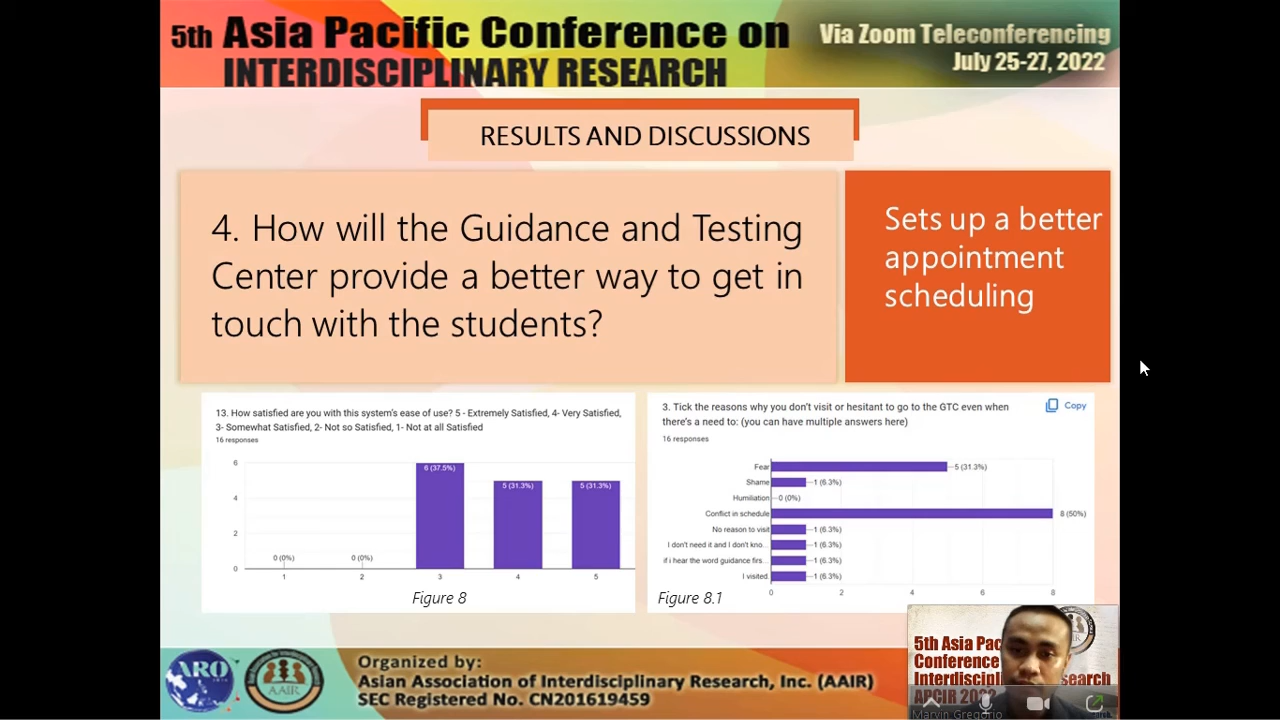 5th Asia Pacific Conference on
INTERDISCIPLINARY RESEARCH
Via Zoom Teleconferencing
July 25-27, 2022
RESULTS AND DISCUSSIONS
4. How will the Guidance and Testing
Center provide a better way to get in
touch with the students?
Sets up a better
appointment
scheduling
13. How satisfied are you with this system's ease of use? 5 - Extremely Satisfied, 4- Very Satisfied,
3- Somewhat Satisfied, 2- Not so Satisfied, 1- Not at all Satisfied
16 responses
6
4
2
0
0 (0%)
0 (0%)
6 (37.5%)
5 (31.3%)
5 (31.3%)
1
2
3
4
5
Figure 8
3. Tick the reasons why you don't visit or hesitant to go to the GTC even when
there's a need to: (you can have multiple answers here)
Copy
16 responses
Fear 5 (31.3%)
Shame 1 (6.3%)
Humiliation 0 (0%)
Conflict in schedule 8 (50%)
No reason to visit 1 (6.3%)
I don't need it and I don't kno... 1 (6.3%)
if i hear the word guidance firs... 1 (6.3%)
I visited. 1 (6.3%)
0 2 4 6 8
Figure 8.1
ARO
AAIR
Organized by:
Asian Association of Interdisciplinary Research, Inc. (AAIR)
SEC Registered No. CN201619459
5th Asia Pac
Conference
Interdiscipl esearch
APCIR 202
Marvin Gregorio